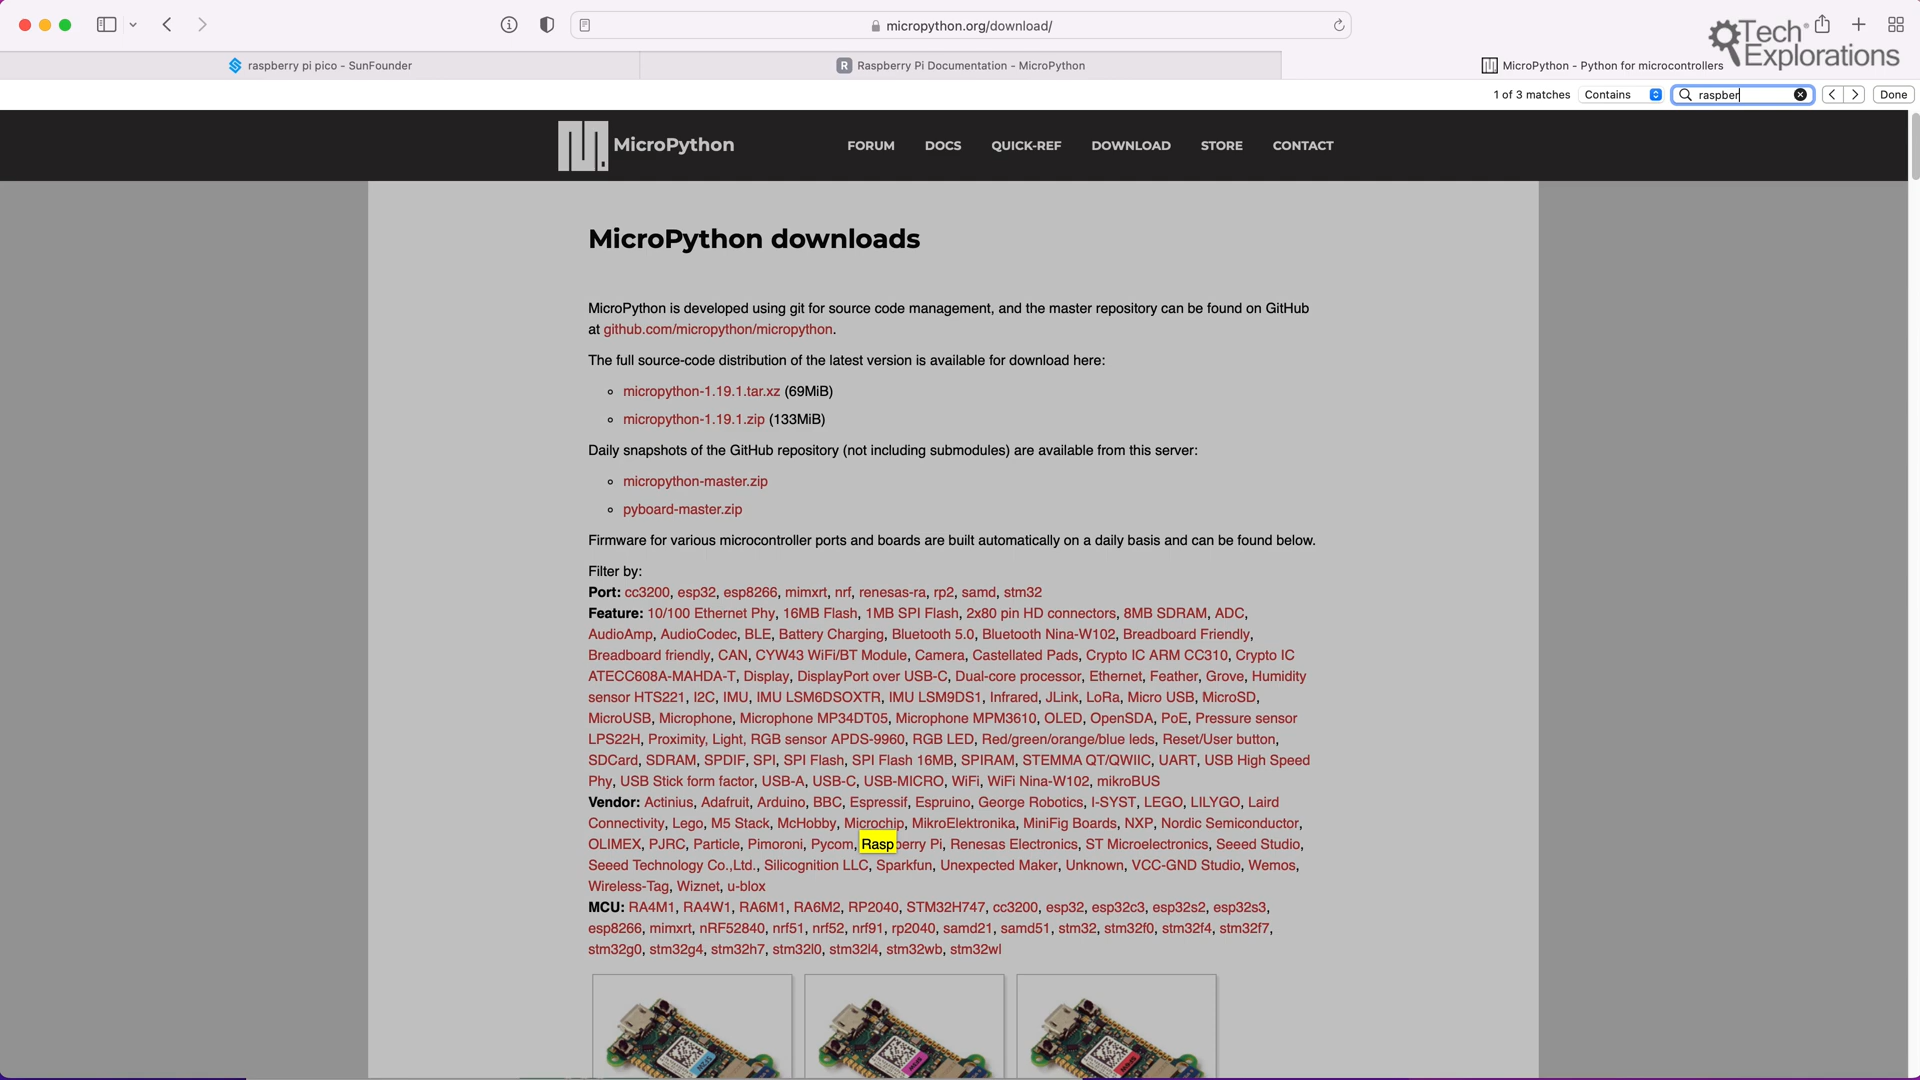 micropython.org/download/
Tech
Explorations
raspberry pi pico - SunFounder
R Raspberry Pi Documentation - MicroPython
MicroPython - Python for microcontrollers
1 of 3 matches Contains raspber Done
MicroPython FORUM DOCS QUICK-REF DOWNLOAD STORE CONTACT
MicroPython downloads
MicroPython is developed using git for source code management, and the master repository can be found on GitHub
at github.com/micropython/micropython.
The full source-code distribution of the latest version is available for download here:
micropython-1.19.1.tar.xz (69MiB)
micropython-1.19.1.zip (133MiB)
Daily snapshots of the GitHub repository (not including submodules) are available from this server:
micropython-master.zip
pyboard-master.zip
Firmware for various microcontroller ports and boards are built automatically on a daily basis and can be found below.
Filter by:
Port: cc3200, esp32, esp8266, mimxrt, nrf, renesas-ra, rp2, samd, stm32
Feature: 10/100 Ethernet Phy, 16MB Flash, 1MB SPI Flash, 2x80 pin HD connectors, 8MB SDRAM, ADC,
AudioAmp, AudioCodec, BLE, Battery Charging, Bluetooth 5.0, Bluetooth Nina-W102, Breadboard Friendly,
Breadboard friendly, CAN, CYW43 WiFi/BT Module, Camera, Castellated Pads, Crypto IC ARM CC310, Crypto IC
ATECC608A-MAHDA-T, Display, DisplayPort over USB-C, Dual-core processor, Ethernet, Feather, Grove, Humidity
sensor HTS221, I2C, IMU, IMU LSM6DSOXTR, IMU LSM9DS1, Infrared, JLink, LoRa, Micro USB, MicroSD,
MicroUSB, Microphone, Microphone MP34DT05, Microphone MPM3610, OLED, OpenSDA, PoE, Pressure sensor
LPS22H, Proximity, Light, RGB sensor APDS-9960, RGB LED, Red/green/orange/blue leds, Reset/User button,
SDCard, SDRAM, SPDIF, SPI, SPI Flash, SPI Flash 16MB, SPIRAM, STEMMA QT/QWIIC, UART, USB High Speed
Phy, USB Stick form factor, USB-A, USB-C, USB-MICRO, WiFi, WiFi Nina-W102, mikroBUS
Vendor: Actinius, Adafruit, Arduino, BBC, Espressif, Espruino, George Robotics, I-SYST, LEGO, LILYGO, Laird
Connectivity, Lego, M5 Stack, McHobby, Microchip, MikroElektronika, MiniFig Boards, NXP, Nordic Semiconductor,
OLIMEX, PJRC, Particle, Pimoroni, Pycom, Raspberry Pi, Renesas Electronics, ST Microelectronics, Seeed Studio,
Seeed Technology Co.,Ltd., Silicognition LLC, Sparkfun, Unexpected Maker, Unknown, VCC-GND Studio, Wemos,
Wireless-Tag, Wiznet, u-blox
MCU: RA4M1, RA4W1, RA6M1, RA6M2, RP2040, STM32H747, cc3200, esp32, esp32c3, esp32s2, esp32s3,
esp8266, mimxrt, nRF52840, nrf51, nrf52, nrf91, rp2040, samd21, samd51, stm32, stm32f0, stm32f4, stm32f7,
stm32g0, stm32g4, stm32h7, stm32l0, stm32l4, stm32wb, stm32wl